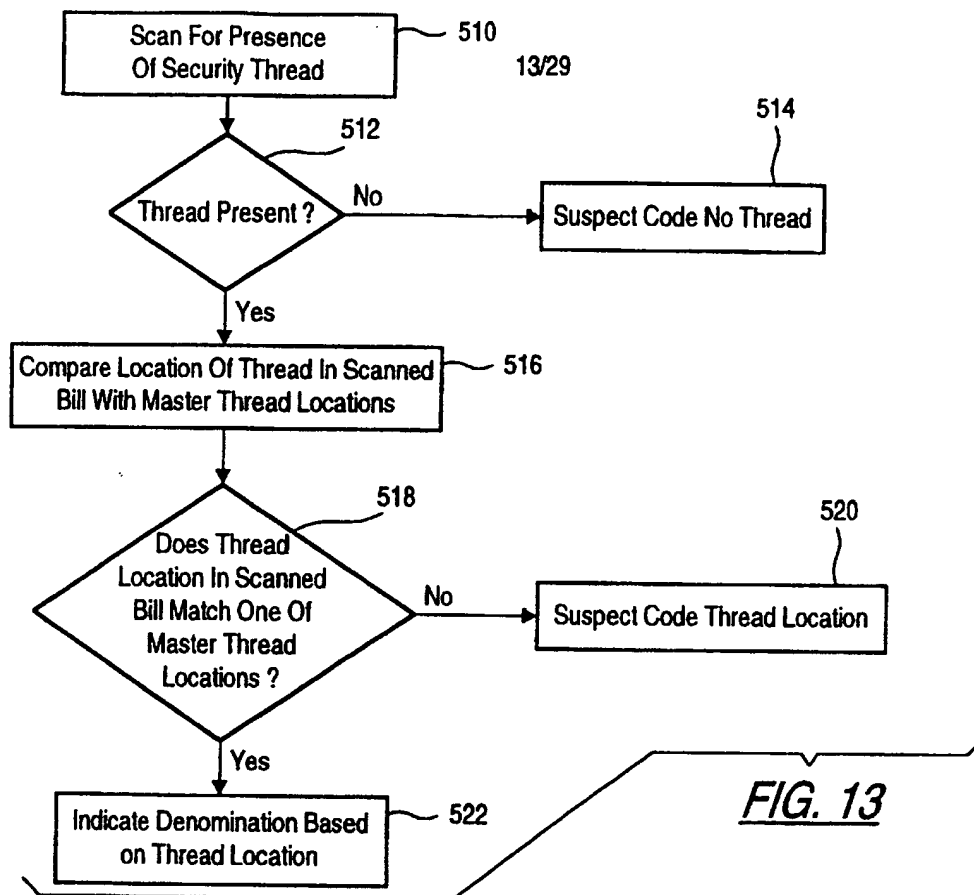 Scan For Presence
Of Security Thread
510
13/29
512
514
Thread Present ?
No
Suspect Code No Thread
Yes
Compare Location Of Thread In Scanned
Bill With Master Thread Locations
516
518
520
Does Thread
Location In Scanned
Bill Match One Of
Master Thread
Locations ?
No
Suspect Code Thread Location
Yes
Indicate Denomination Based
on Thread Location
522
FIG. 13